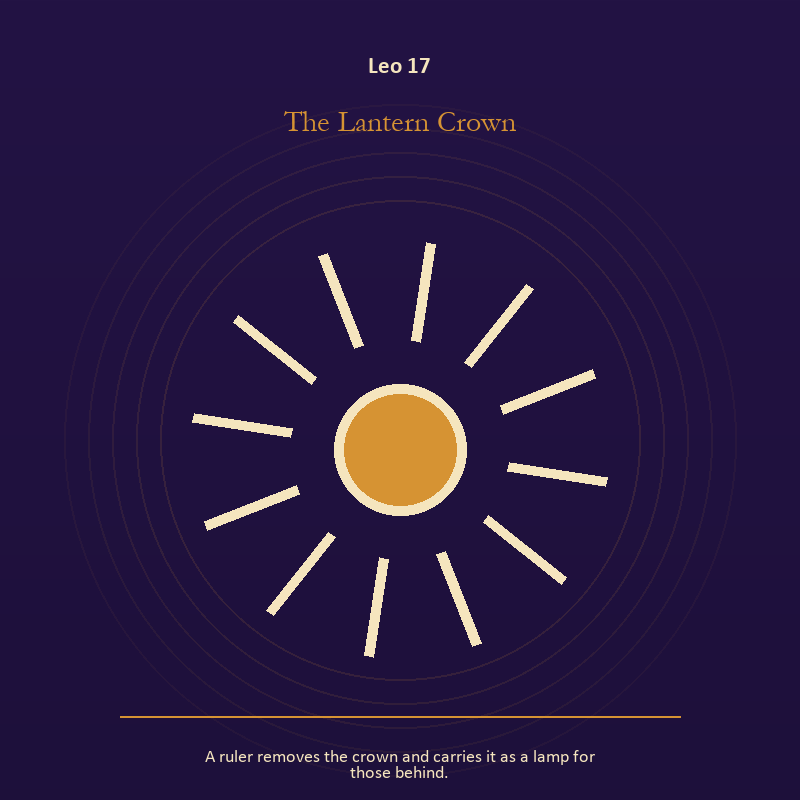 Leo 17
The Lantern Crown
A ruler removes the crown and carries it as a lamp for
those behind.